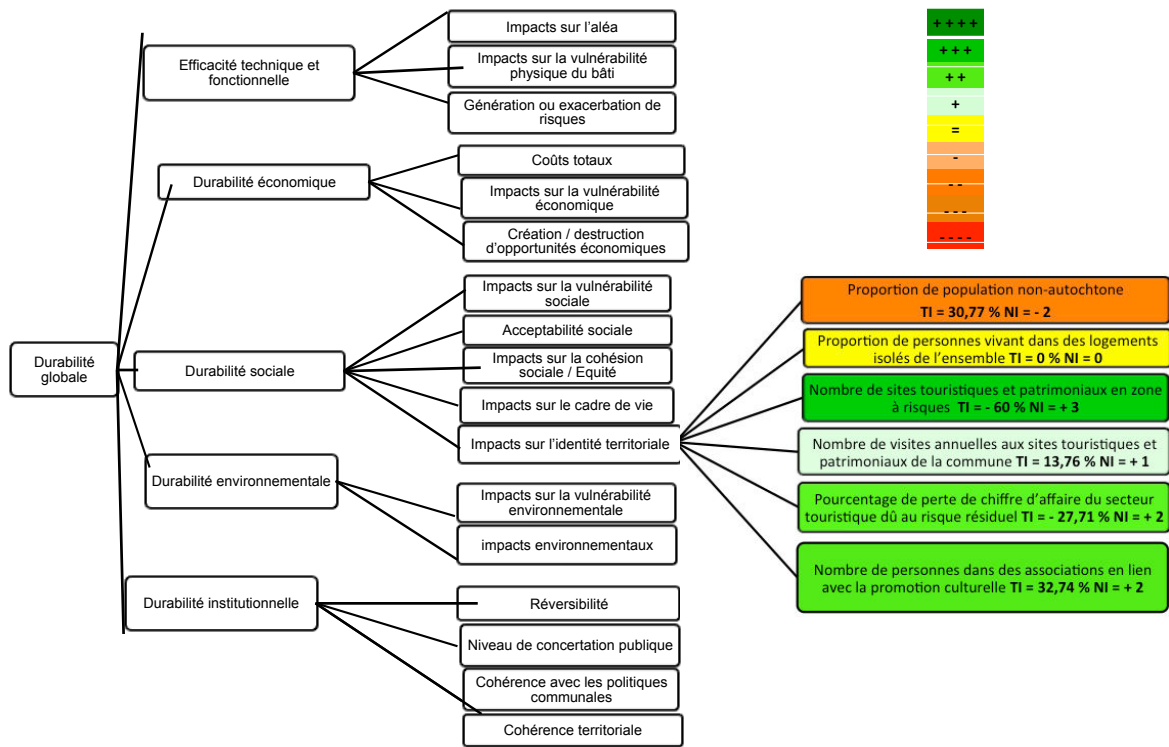 Durabilité
globale
Efficacité technique et
fonctionnelle
Impacts sur l'aléa
Impacts sur la vulnérabilité
physique du bâti
Génération ou exacerbation de
risques
Durabilité économique
Coûts totaux
Impacts sur la vulnérabilité
économique
Création / destruction
d'opportunités économiques
Durabilité sociale
Impacts sur la vulnérabilité
sociale
Acceptabilité sociale
Impacts sur la cohésion
sociale / Equité
Impacts sur le cadre de vie
Impacts sur l'identité territoriale
Durabilité environnementale
Impacts sur la vulnérabilité
environnementale
impacts environnementaux
Durabilité institutionnelle
Réversibilité
Niveau de concertation publique
Cohérence avec les politiques
communales
Cohérence territoriale
++++
+++
++
+
=
-
--
---
----
Proportion de population non-autochtone
TI = 30,77 % NI = - 2
Proportion de personnes vivant dans des logements
isolés de l'ensemble TI = 0 % NI = 0
Nombre de sites touristiques et patrimoniaux en zone
à risques TI = - 60 % NI = + 3
Nombre de visites annuelles aux sites touristiques et
patrimoniaux de la commune TI = 13,76 % NI = + 1
Pourcentage de perte de chiffre d'affaire du secteur
touristique dû au risque résiduel TI = - 27,71 % NI = + 2
Nombre de personnes dans des associations en lien
avec la promotion culturelle TI = 32,74 % NI = + 2